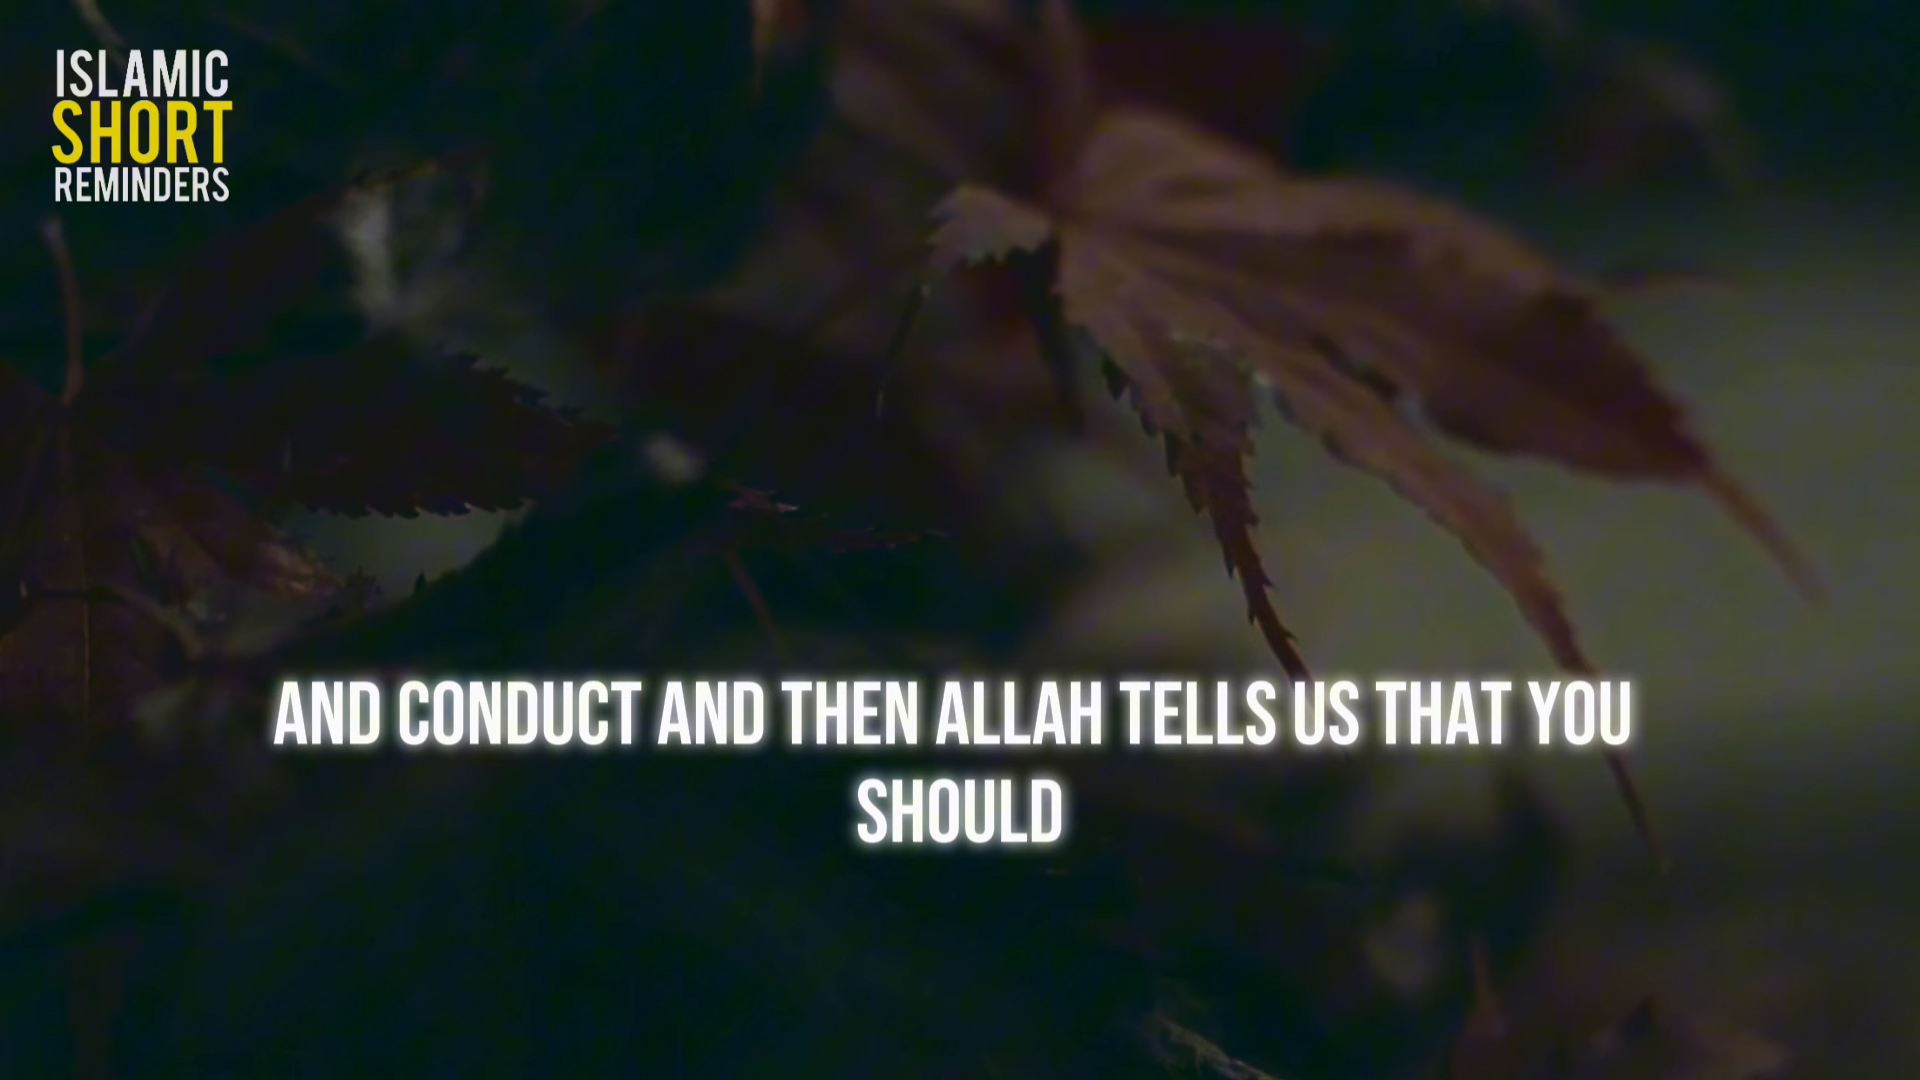 ISLAMIC
SHORT
REMINDERS
AND CONDUCT AND THEN ALLAH TELLS US THAT YOU
SHOULD